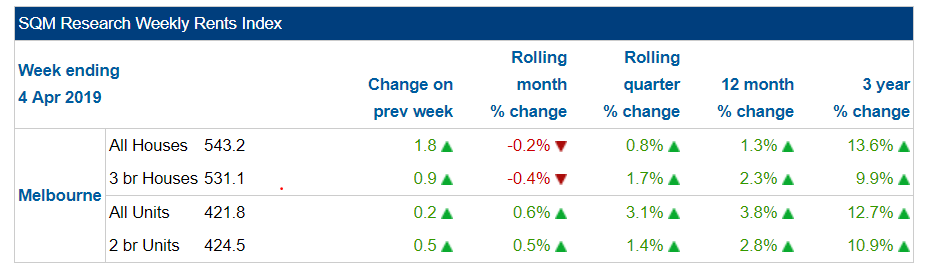 SQM Research Weekly Rents Index
Week ending
4 Apr 2019
Change on
prev week
Rolling
month
% change
Rolling
quarter
% change
12 month
% change
3 year
% change
Melbourne
All Houses 543.2 1.8 ▲ -0.2% ▼ 0.8% ▲ 1.3% ▲ 13.6% ▲
3 br Houses 531.1 0.9 ▲ -0.4% ▼ 1.7% ▲ 2.3% ▲ 9.9% ▲
All Units 421.8 0.2 ▲ 0.6% ▲ 3.1% ▲ 3.8% ▲ 12.7% ▲
2 br Units 424.5 0.5 ▲ 0.5% ▲ 1.4% ▲ 2.8% ▲ 10.9% ▲